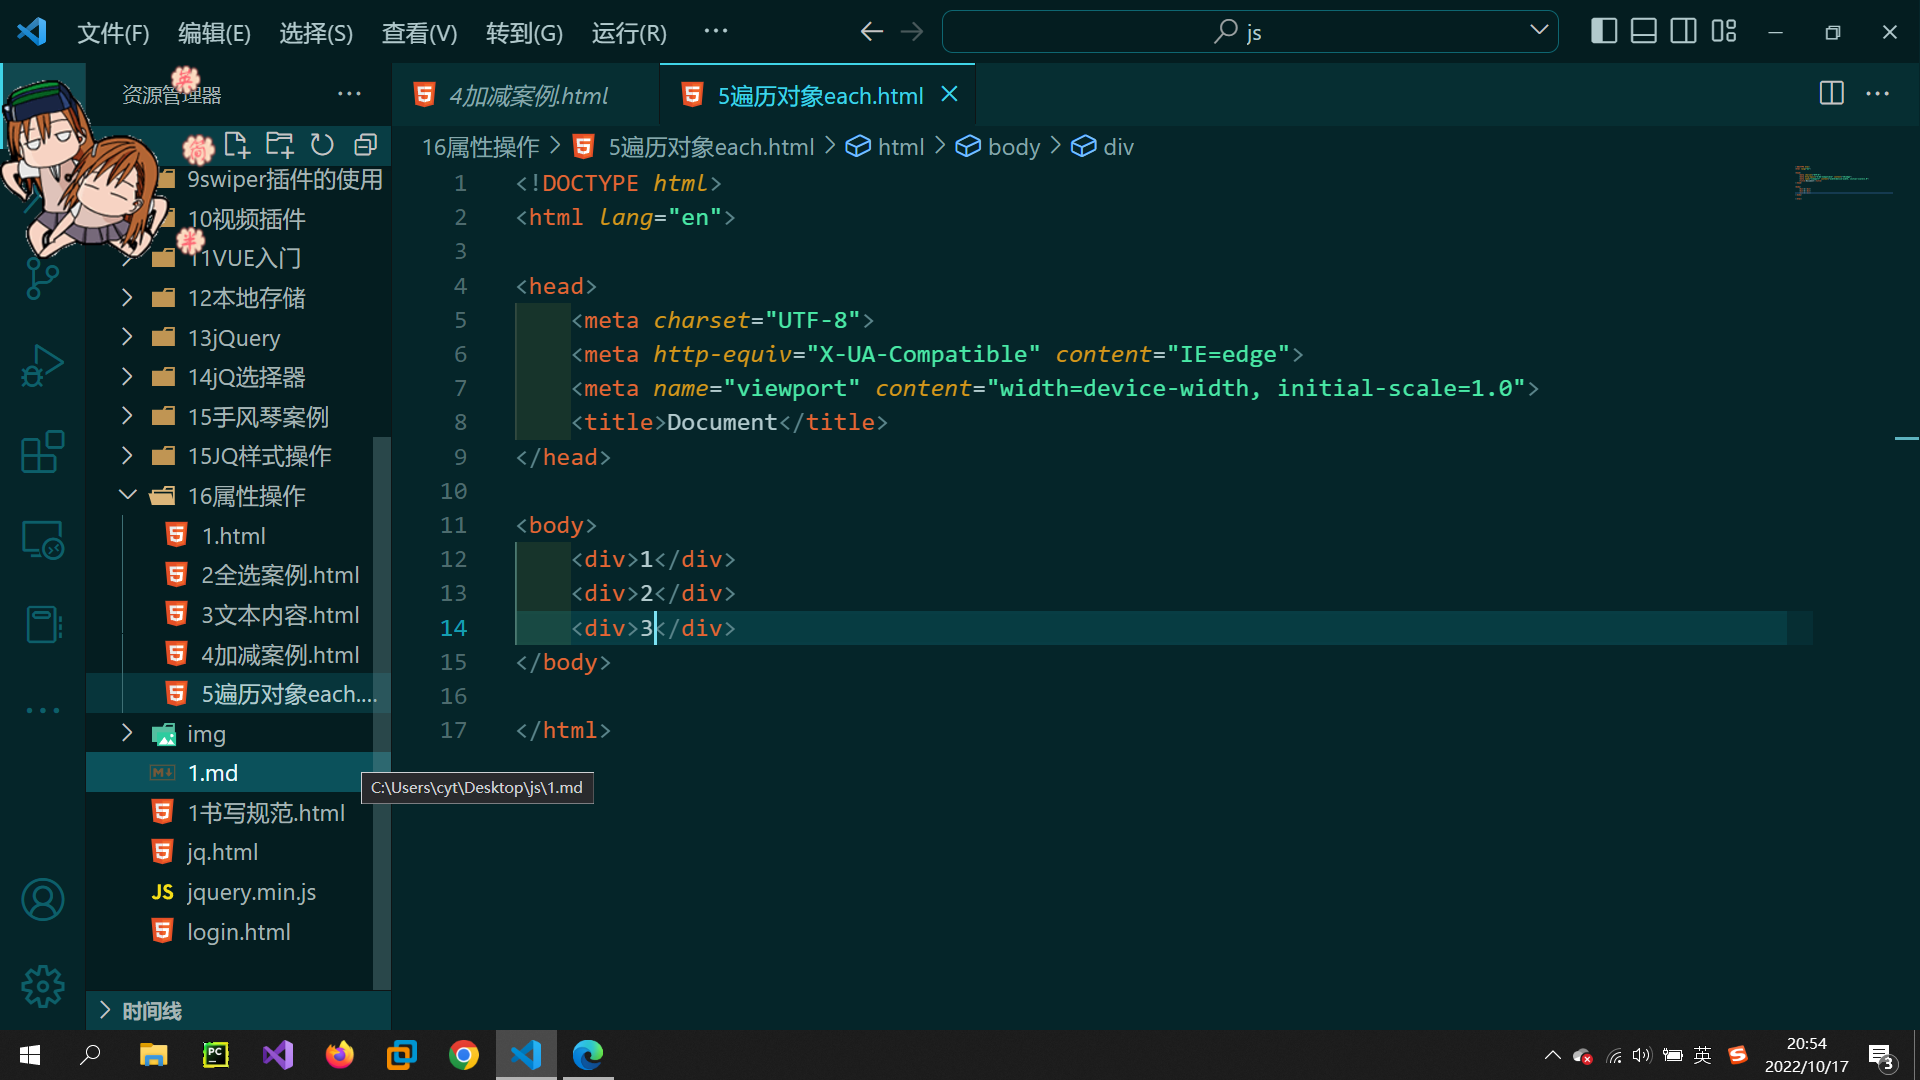 文件(F) 编辑(E) 选择(S) 查看(V) 转到(G) 运行(R) ··· js
资源管理器 ···
英
简
半
9swiper插件的使用
10视频插件
11VUE入门
12本地存储
13jQuery
14jQ选择器
15手风琴案例
15JQ样式操作
16属性操作
1.html
2全选案例.html
3文本内容.html
4加减案例.html
5遍历对象each....
img
1.md
1书写规范.html
jq.html
JS jquery.min.js
login.html
时间线
4加减案例.html 5遍历对象each.html
16属性操作 > 5遍历对象each.html > html > body > div
1 <!DOCTYPE html>
2 <html lang="en">
3
4 <head>
5 <meta charset="UTF-8">
6 <meta http-equiv="X-UA-Compatible" content="IE=edge">
7 <meta name="viewport" content="width=device-width, initial-scale=1.0">
8 <title>Document</title>
9 </head>
10
11 <body>
12 <div>1</div>
13 <div>2</div>
14 <div>3</div>
15 </body>
16
17 </html>
C:\Users\cyt\Desktop\js\1.md
PC
英
20:54
2022/10/17
3